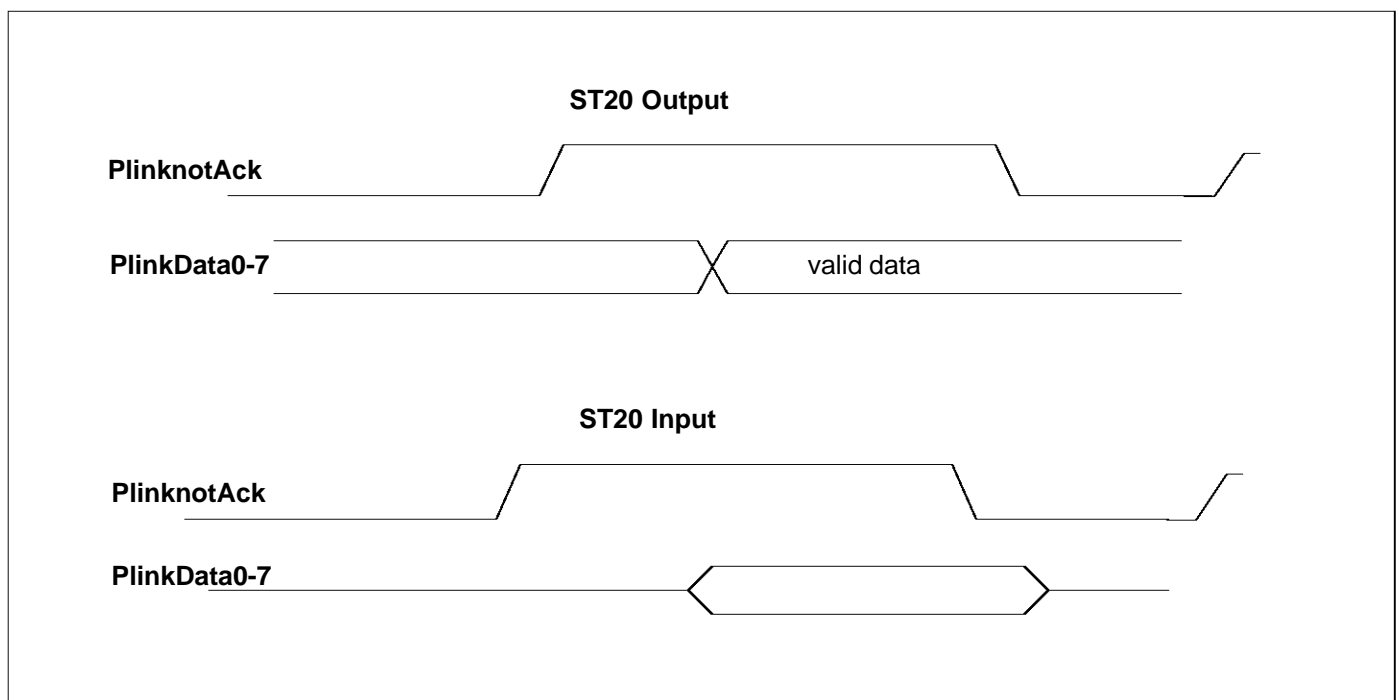 ST20 Output
PlinknotAck
PlinkData0-7
valid data
ST20 Input
PlinknotAck
PlinkData0-7